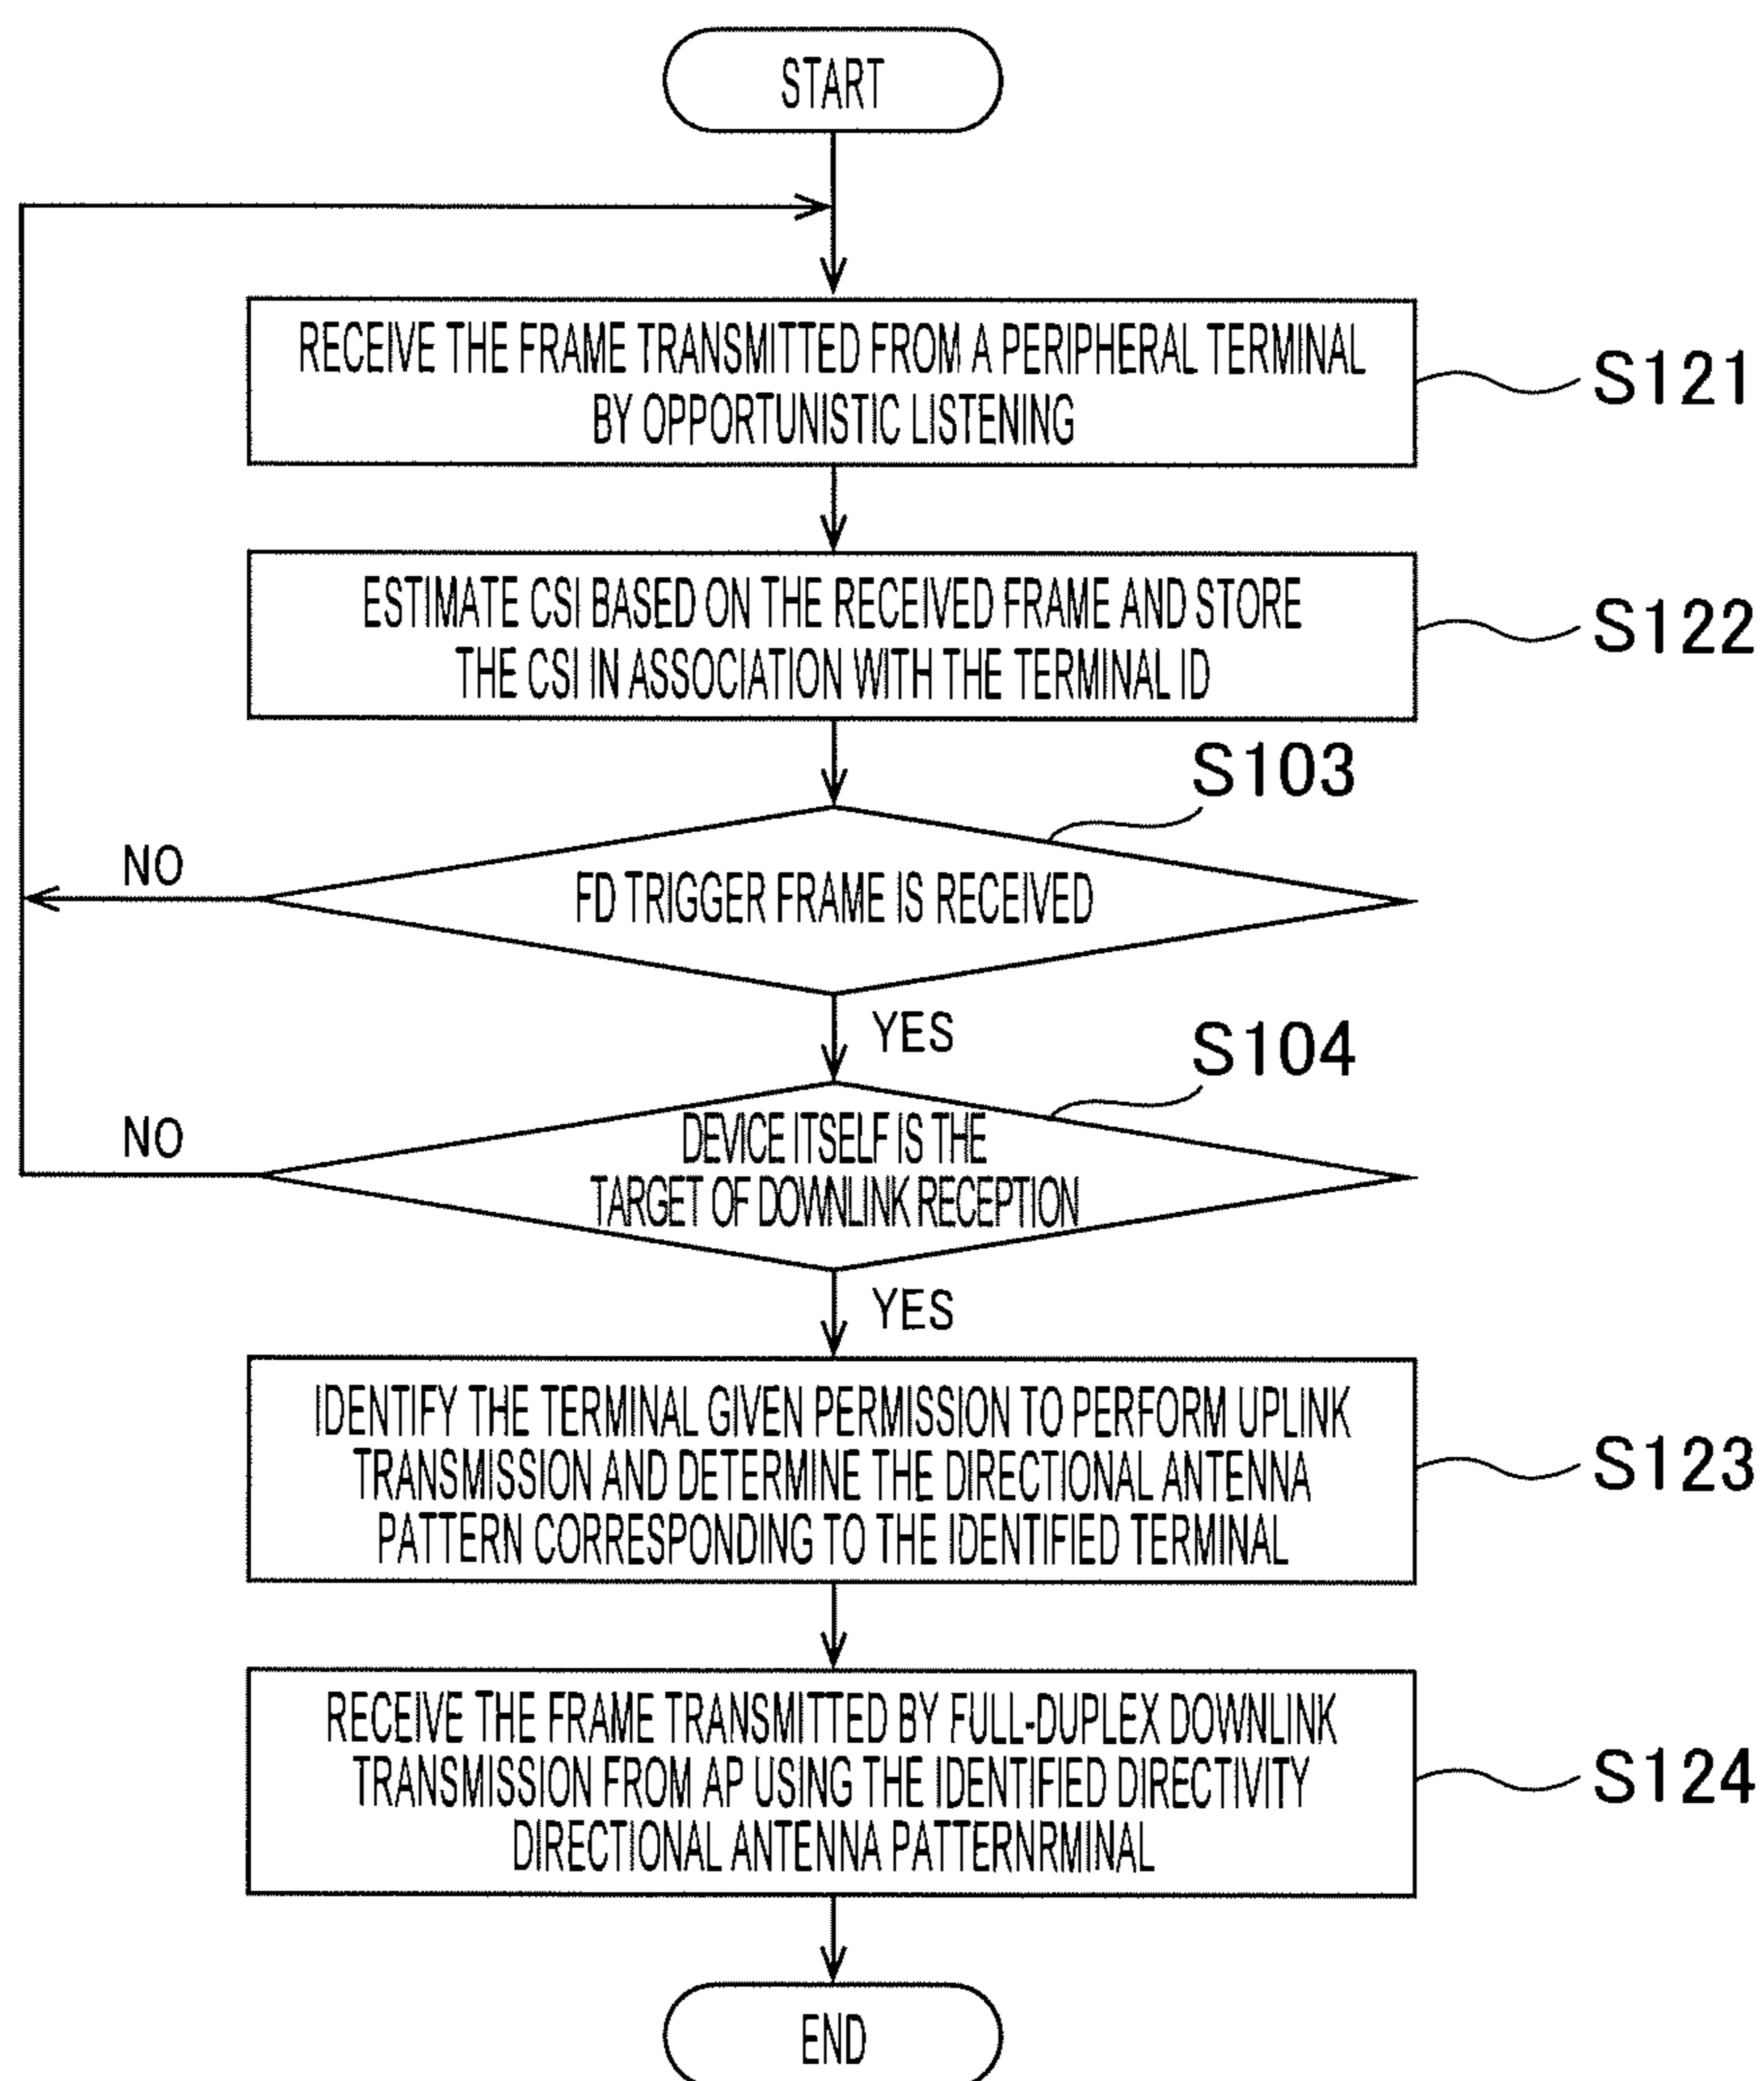 START
RECEIVE THE FRAME TRANSMITTED FROM A PERIPHERAL TERMINAL
BY OPPORTUNISTIC LISTENING
S121
ESTIMATE CSI BASED ON THE RECEIVED FRAME AND STORE
THE CSI IN ASSOCIATION WITH THE TERMINAL ID
S122
S103
NO
FD TRIGGER FRAME IS RECEIVED
YES
S104
NO
DEVICE ITSELF IS THE
TARGET OF DOWNLINK RECEPTION
YES
IDENTIFY THE TERMINAL GIVEN PERMISSION TO PERFORM UPLINK
TRANSMISSION AND DETERMINE THE DIRECTIONAL ANTENNA
PATTERN CORRESPONDING TO THE IDENTIFIED TERMINAL
S123
RECEIVE THE FRAME TRANSMITTED BY FULL-DUPLEX DOWNLINK
TRANSMISSION FROM AP USING THE IDENTIFIED DIRECTIVITY
DIRECTIONAL ANTENNA PATTERNRMINAL
S124
END